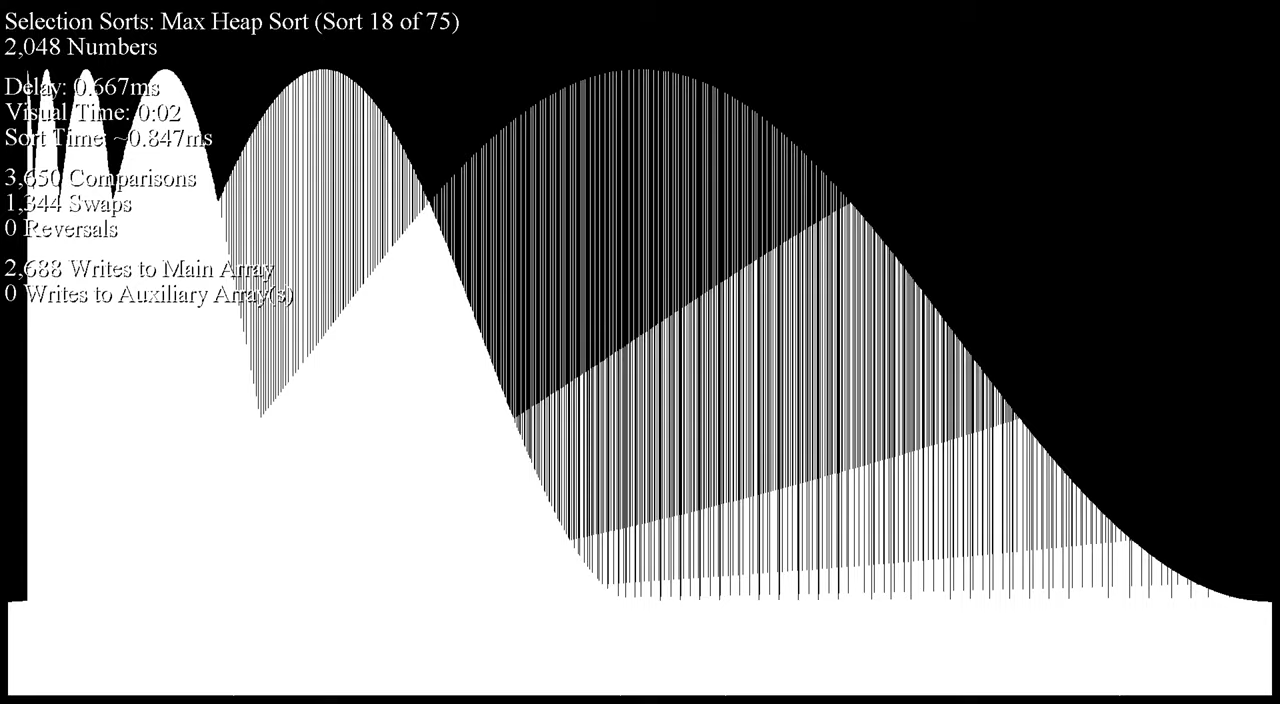 Selection Sorts: Max Heap Sort (Sort 18 of 75)
2,048 Numbers
Delay: 0.667ms
Visual Time: 0:02
Sort Time: ~0.847ms
3,650 Comparisons
1,344 Swaps
0 Reversals
2,688 Writes to Main Array
0 Writes to Auxiliary Array(s)